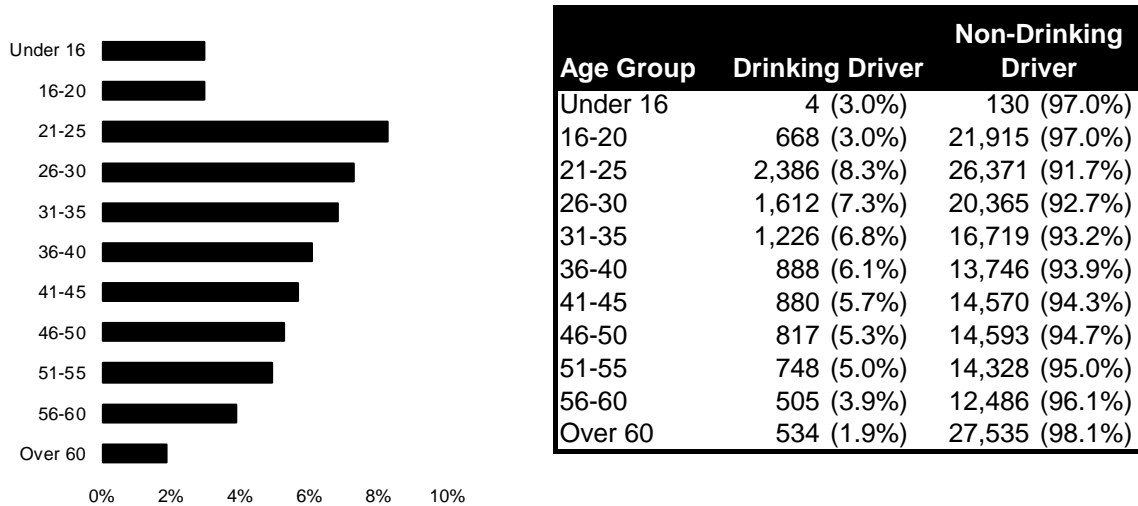 Under 16
16-20
21-25
26-30
31-35
36-40
41-45
46-50
51-55
56-60
Over 60
0% 2% 4% 6% 8% 10%
Non-Drinking
Age Group Drinking Driver Driver
Under 16 4 (3.0%) 130 (97.0%)
16-20 668 (3.0%) 21,915 (97.0%)
21-25 2,386 (8.3%) 26,371 (91.7%)
26-30 1,612 (7.3%) 20,365 (92.7%)
31-35 1,226 (6.8%) 16,719 (93.2%)
36-40 888 (6.1%) 13,746 (93.9%)
41-45 880 (5.7%) 14,570 (94.3%)
46-50 817 (5.3%) 14,593 (94.7%)
51-55 748 (5.0%) 14,328 (95.0%)
56-60 505 (3.9%) 12,486 (96.1%)
Over 60 534 (1.9%) 27,535 (98.1%)